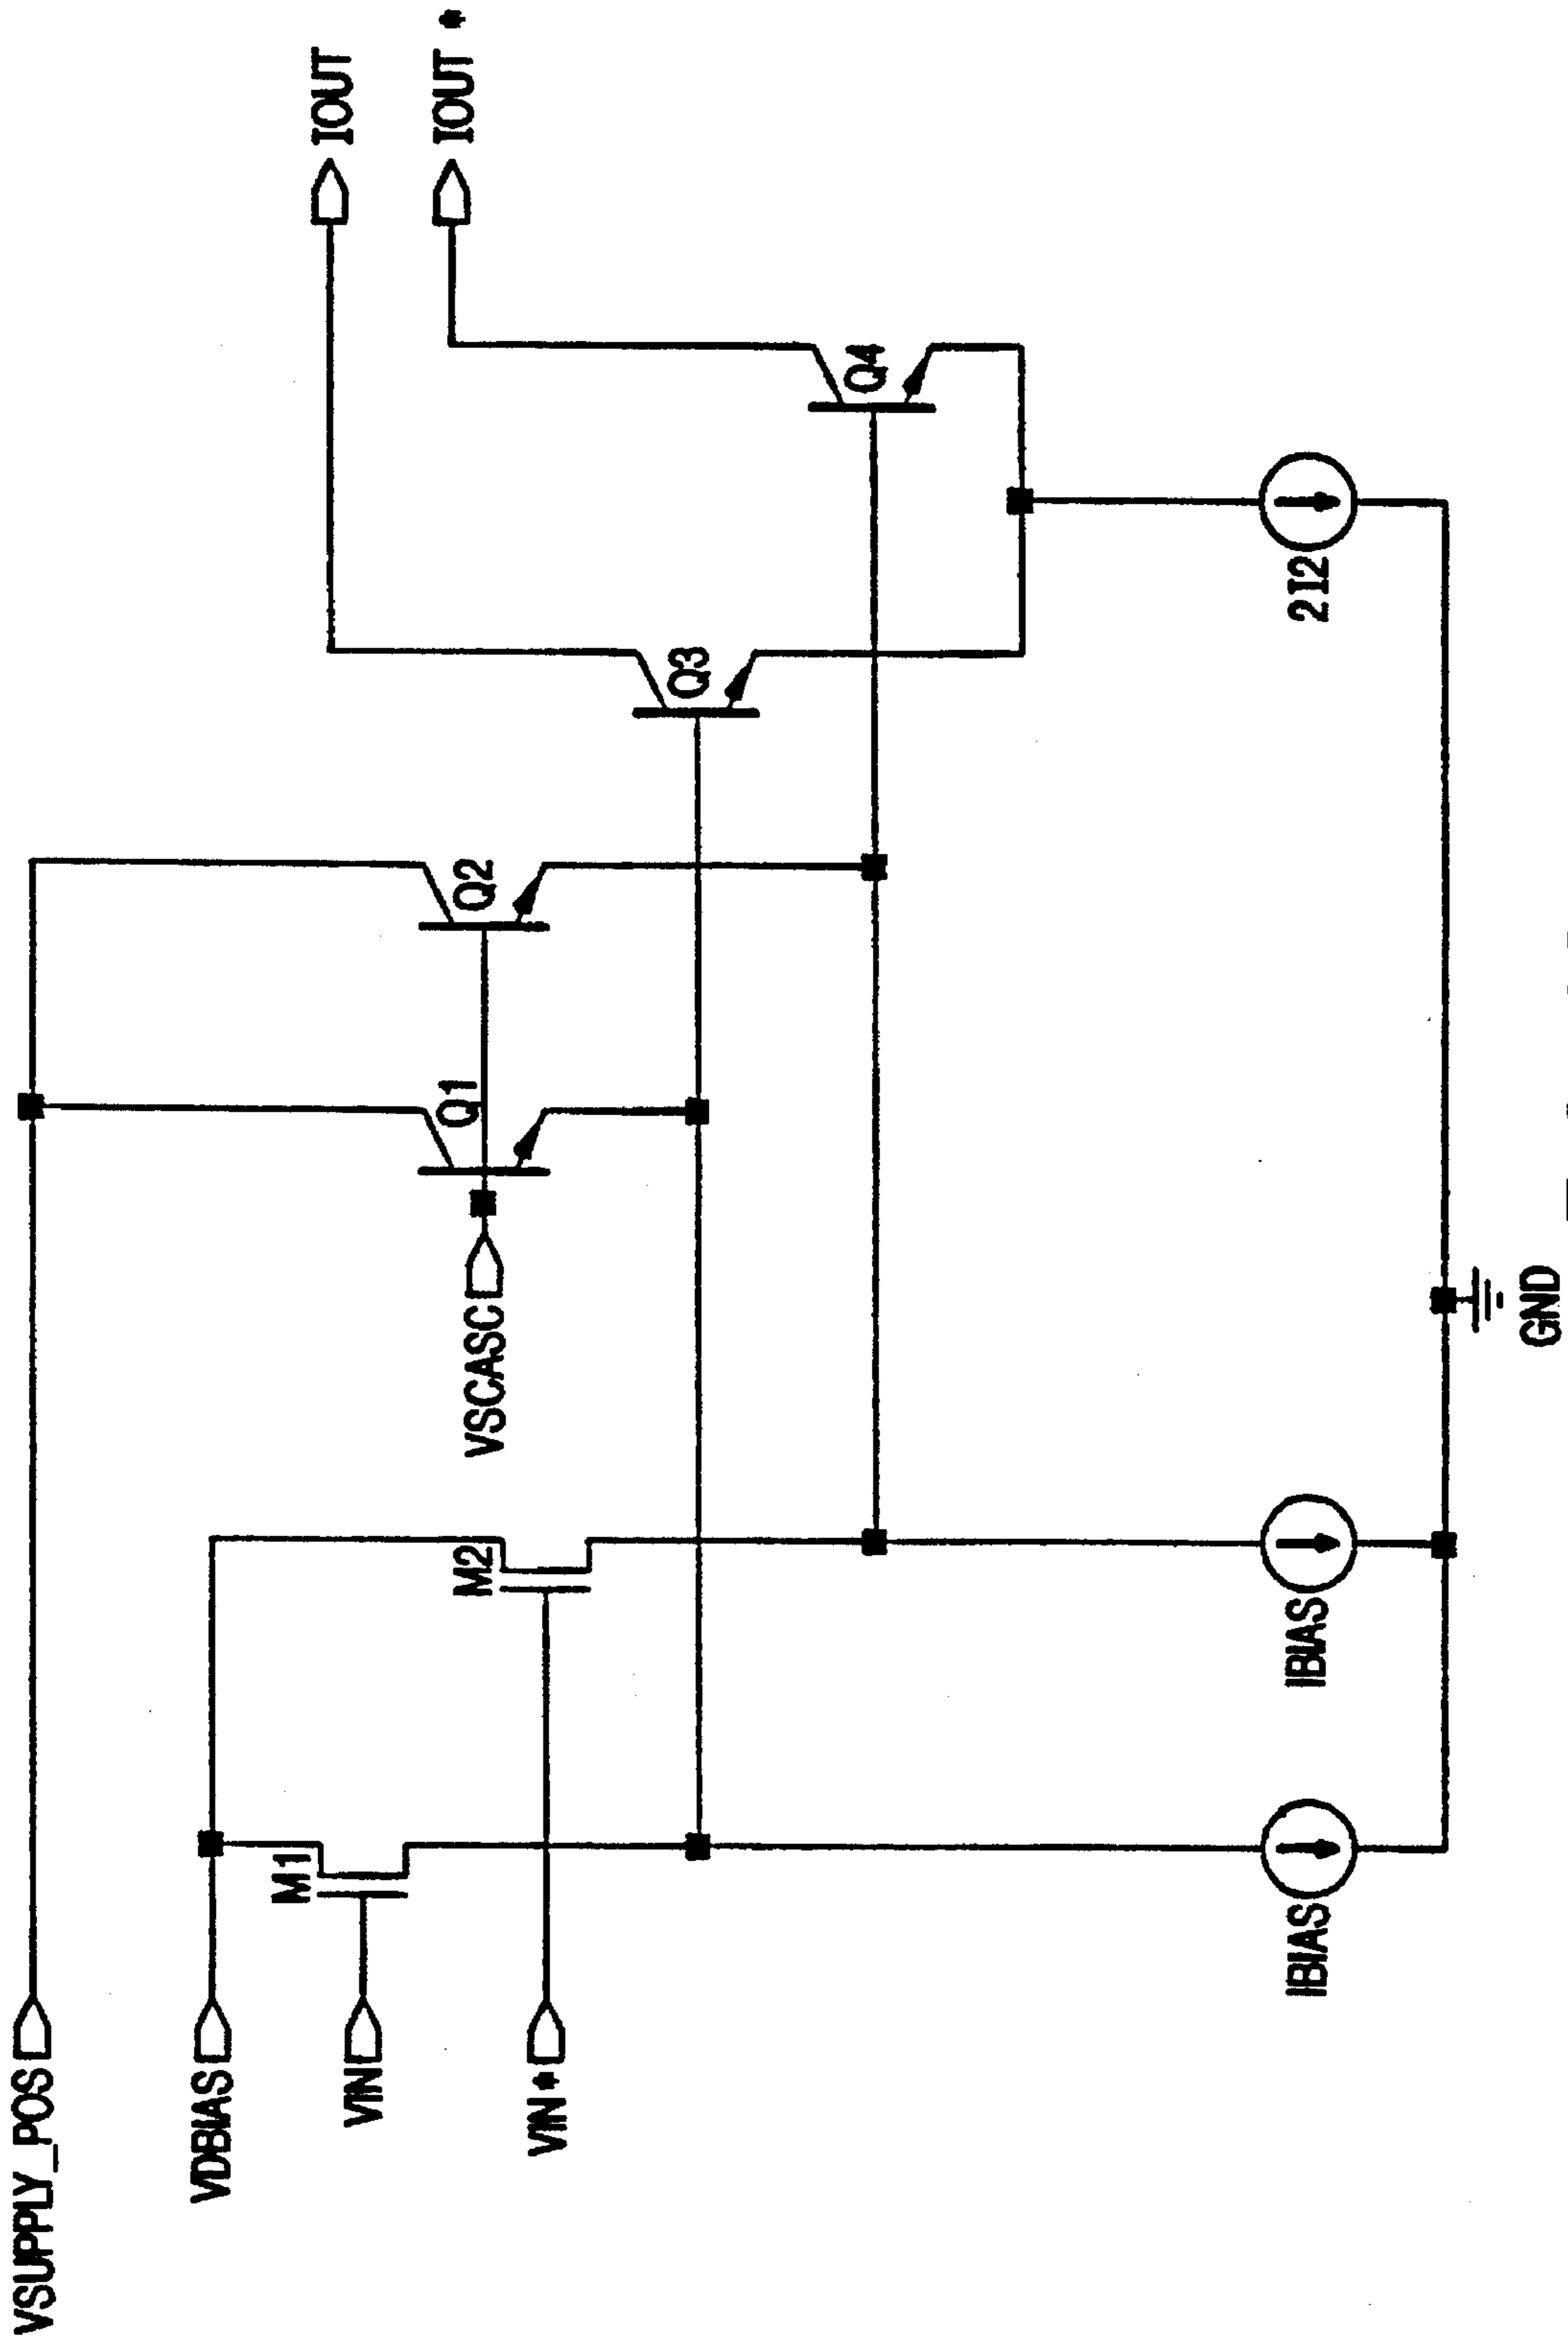 VSUPPLY_POS
VDBIAS
VIN
VIN *
M1
M2
VSCASC
Q1
Q2
Q3
Q4
IOUT
IOUT *
IBIAS
IBIAS
2I2
GND